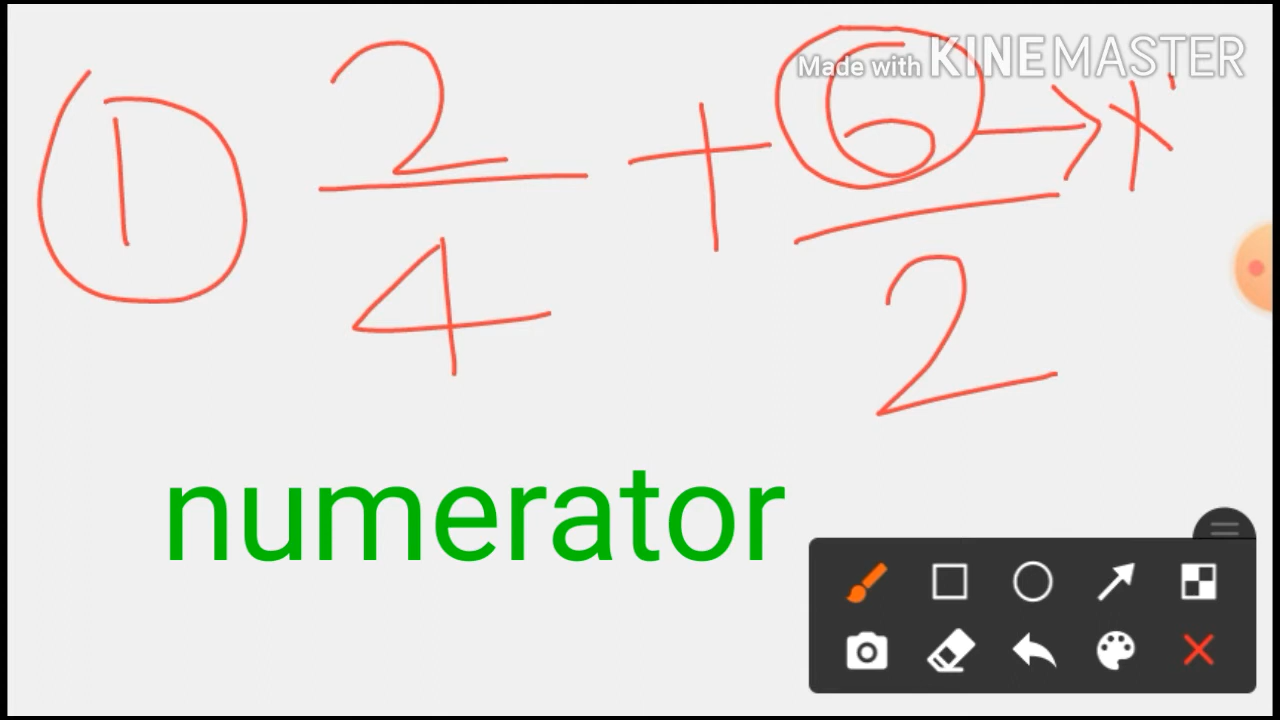 Made with KINEMASTER
① 2/4 + 6/2 →
numerator